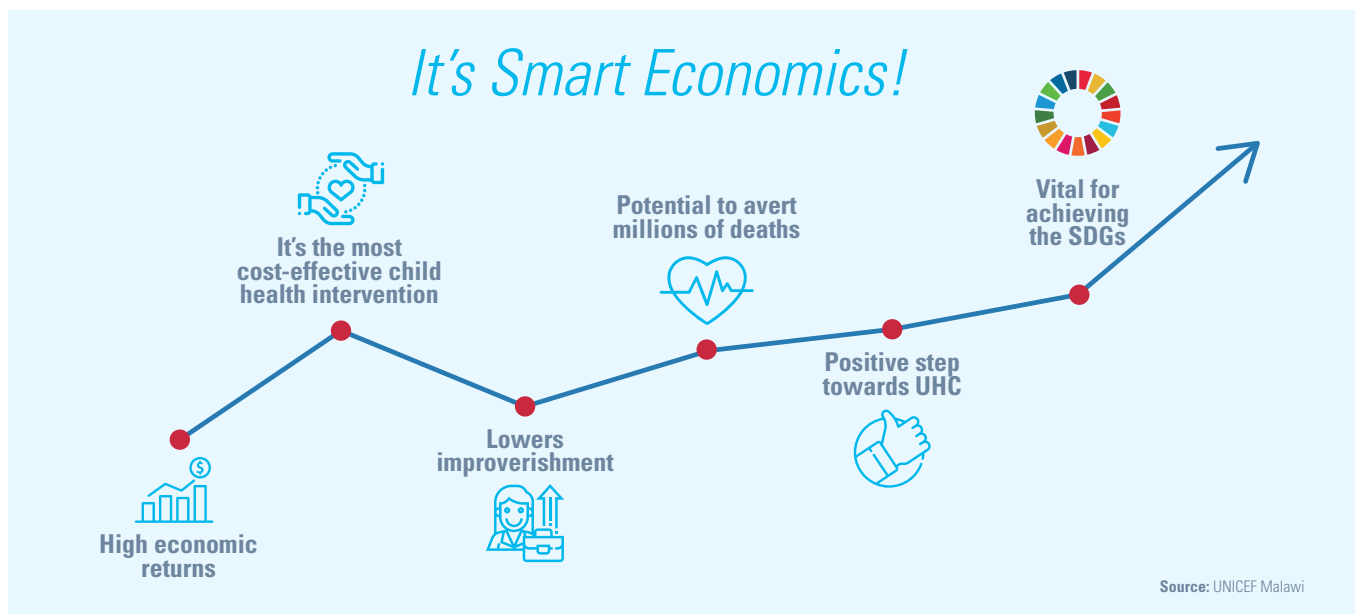 It's Smart Economics!
High economic
returns
It's the most
cost-effective child
health intervention
Lowers
improverishment
Potential to avert
millions of deaths
Positive step
towards UHC
Vital for
achieving
the SDGs
$
Source: UNICEF Malawi